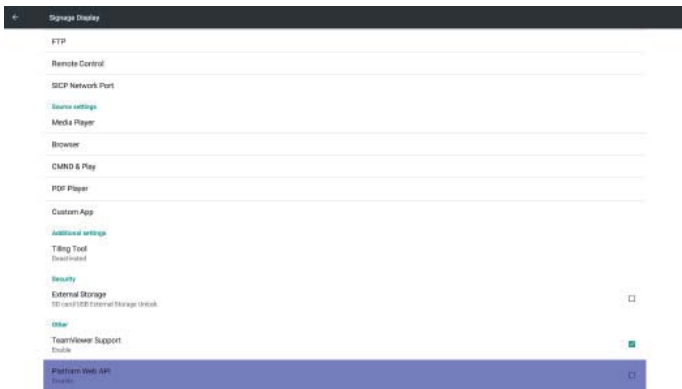 Signage Display
FTP
Remote Control
SICP Network Port
Source settings
Media Player
Browser
CMND & Play
PDF Player
Custom App
Additional settings
Tiling Tool
Deactivated
Security
External Storage
SD card/USB External Storage Unlock
Other
TeamViewer Support
Enable
Platform Web API